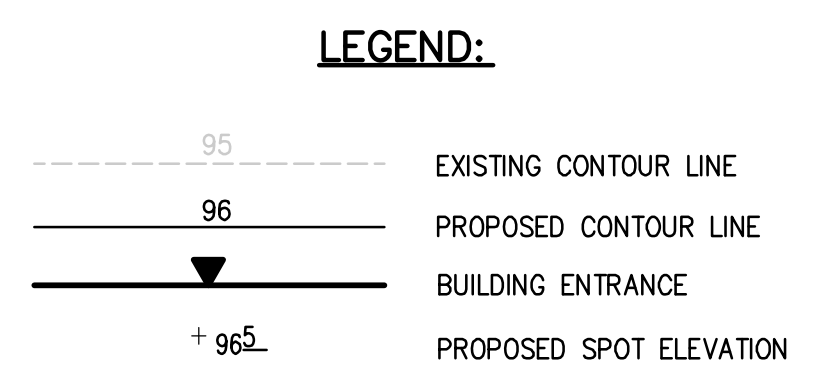 LEGEND:
95
EXISTING CONTOUR LINE
96
PROPOSED CONTOUR LINE
BUILDING ENTRANCE
+ 965 PROPOSED SPOT ELEVATION